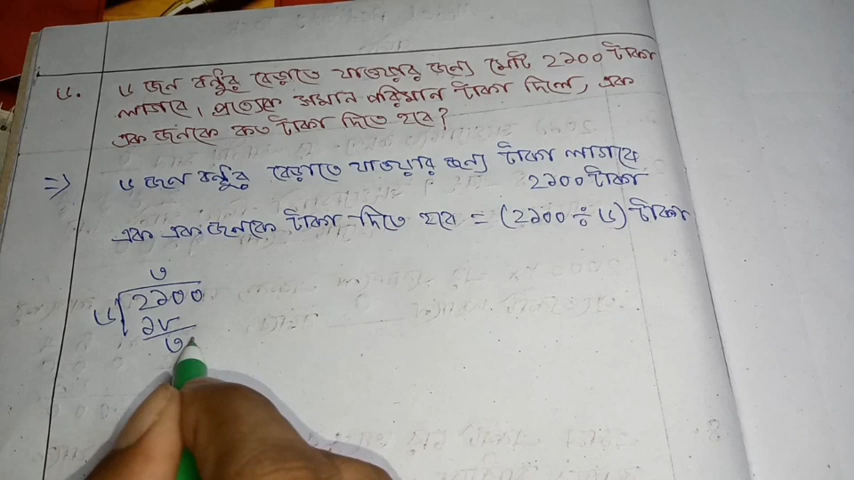 ৬. ৬ জন বন্ধুর বেড়াতে যাওয়ার জন্য মোট ২১০০ টাকা
লাগবে, প্রত্যেকে সমান পরিমান টাকা দিলে, এক
এক জনকে কত টাকা দিতে হবে?
⇒ ৬ জন বন্ধুর বেড়াতে যাওয়ার জন্য টাকা লাগবে
২১০০ টাকা
এক এক জনকে টাকা দিতে হবে = (২১০০ ÷ ৬) টাকা
৩
৬) ২১০০
১৮
৩